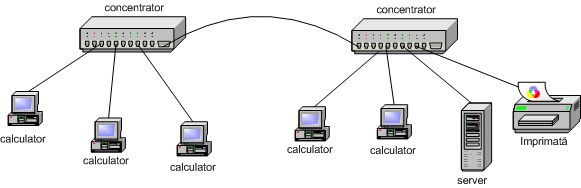 concentrator
concentrator
calculator
calculator
calculator
calculator
calculator
server
Imprimată